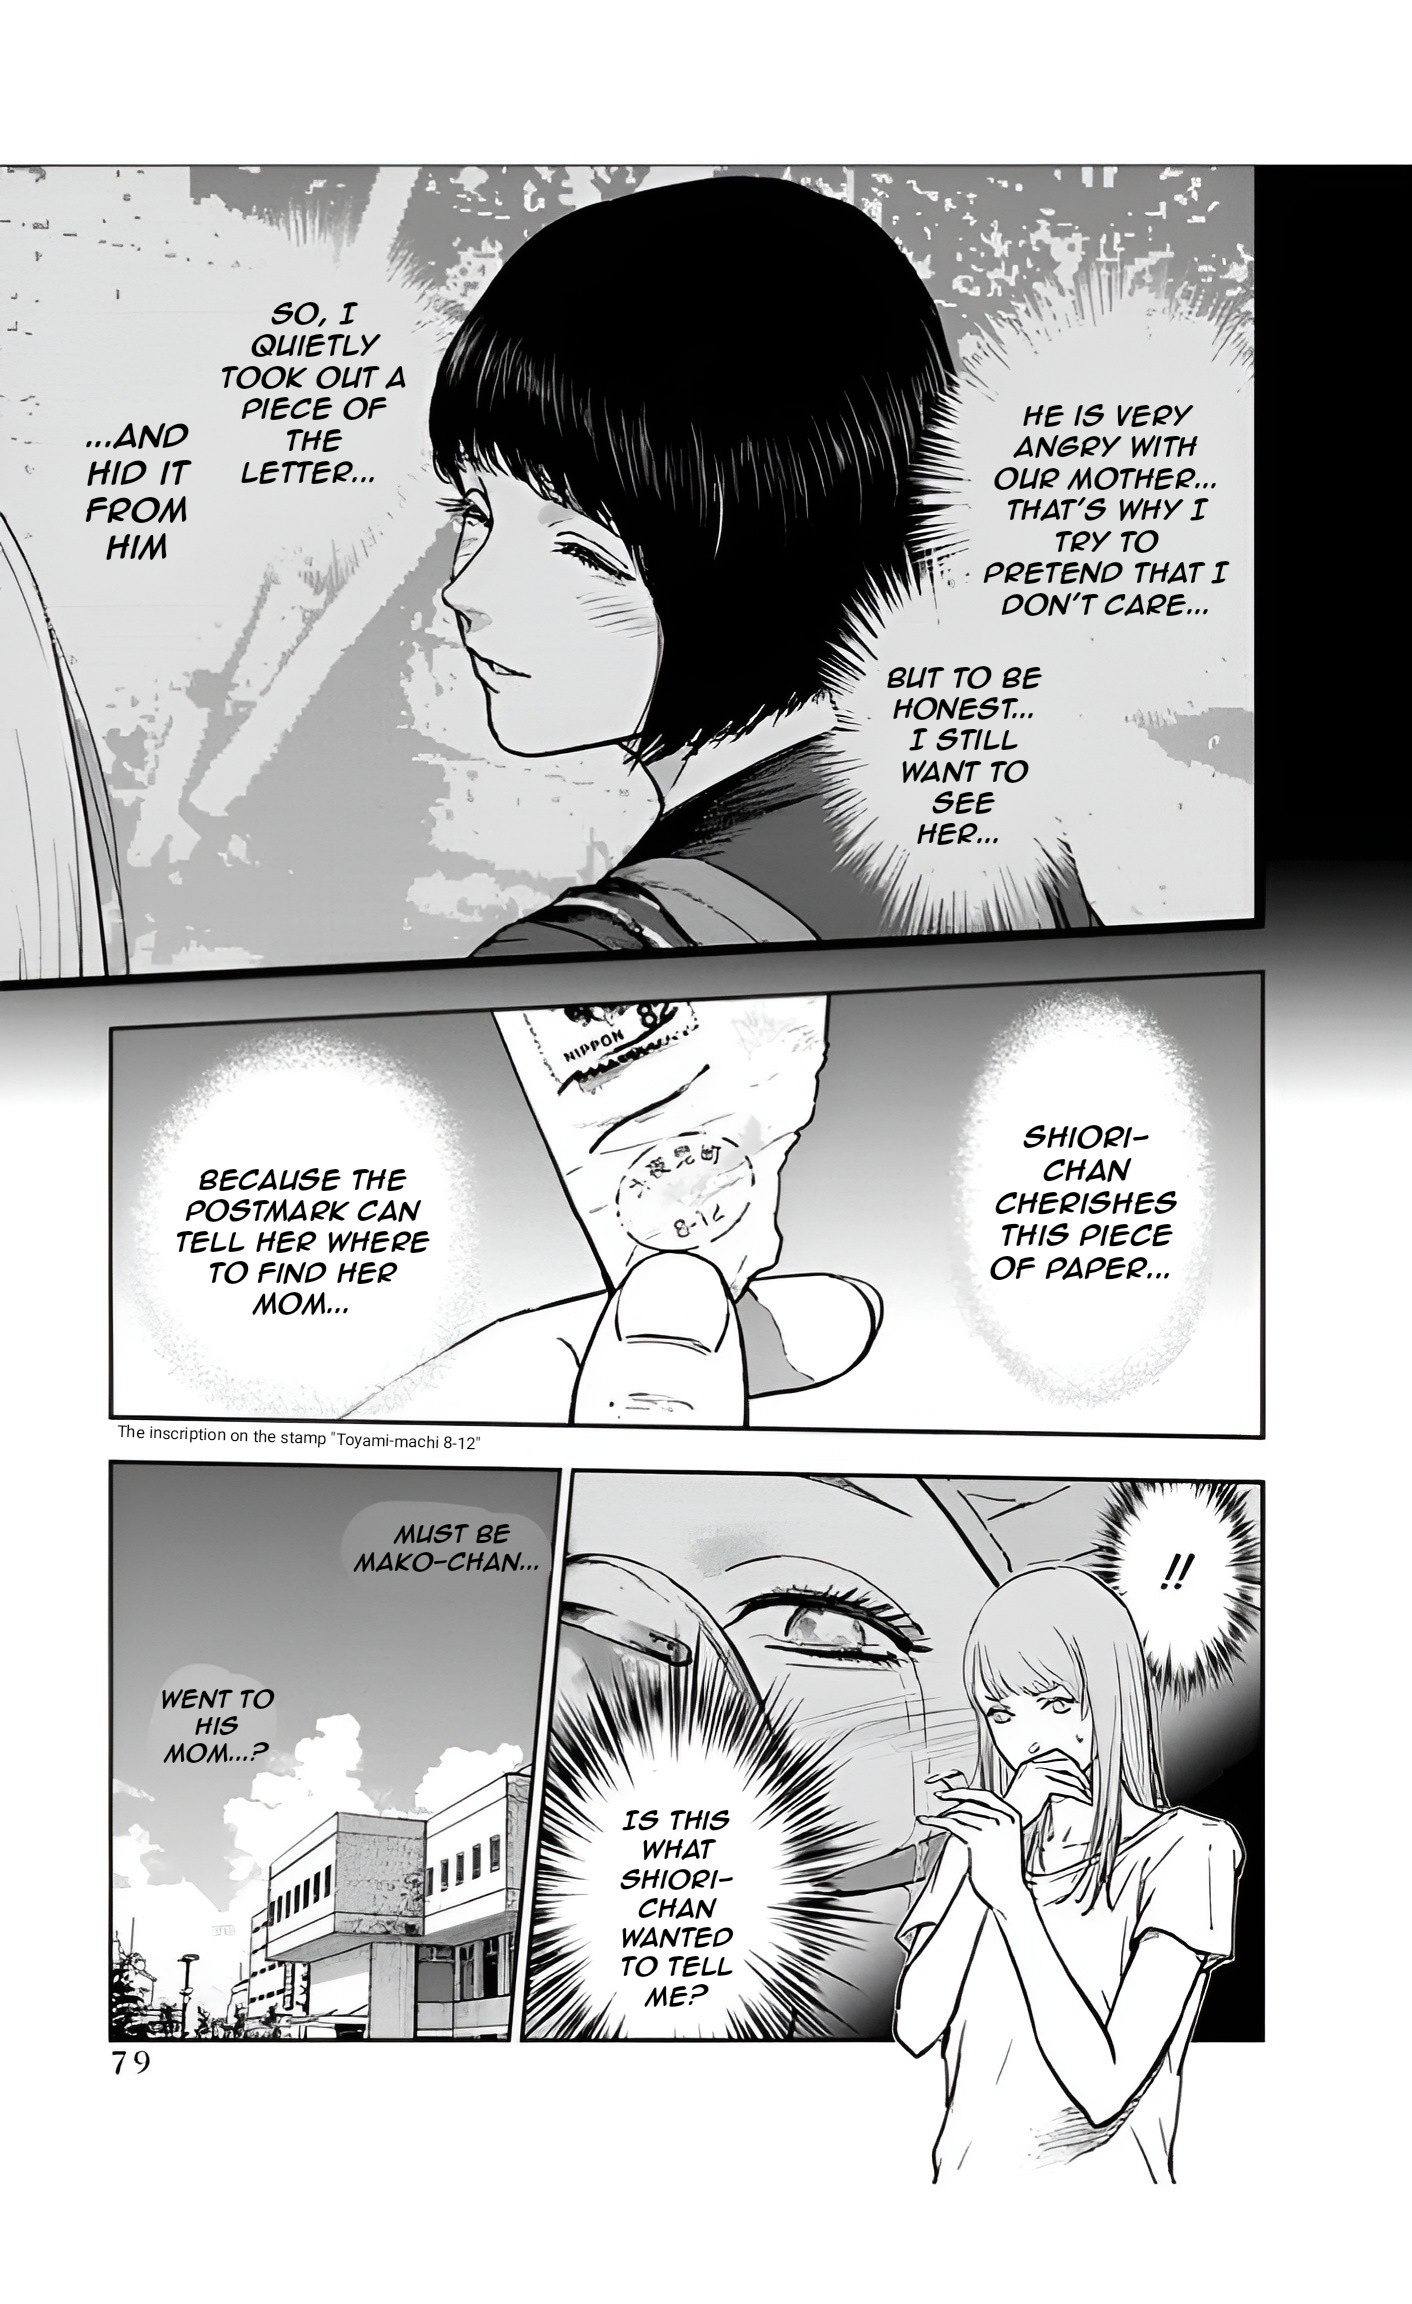 HE IS VERY
ANGRY WITH
OUR MOTHER...
THAT'S WHY I
TRY TO
PRETEND THAT I
DON'T CARE...
BUT TO BE
HONEST...
I STILL
WANT TO
SEE
HER...
SO, I
QUIETLY
TOOK OUT A
PIECE OF
THE
LETTER...
...AND
HID IT
FROM
HIM
SHIORI-
CHAN
CHERISHES
THIS PIECE
OF PAPER...
82
NIPPON
夜見町
8-12
BECAUSE THE
POSTMARK CAN
TELL HER WHERE
TO FIND HER
MOM...
The inscription on the stamp "Toyami-machi 8-12"
!!
IS THIS
WHAT
SHIORI-
CHAN
WANTED
TO TELL
ME?
MUST BE
MAKO-CHAN...
WENT TO
HIS
MOM...?
79